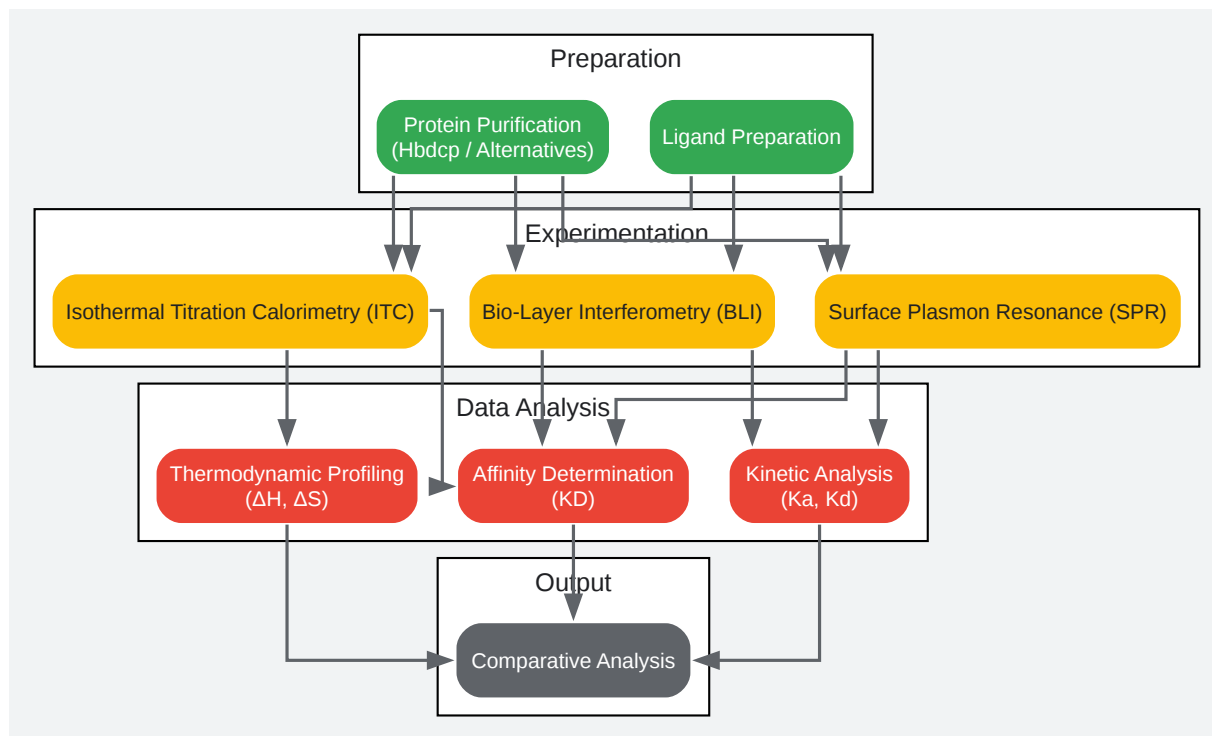 Preparation
Protein Purification
(Hbdcp / Alternatives)
Ligand Preparation
Experimentation
Isothermal Titration Calorimetry (ITC)
Bio-Layer Interferometry (BLI)
Surface Plasmon Resonance (SPR)
Data Analysis
Thermodynamic Profiling
(ΔH, ΔS)
Affinity Determination
(KD)
Kinetic Analysis
(Ka, Kd)
Output
Comparative Analysis